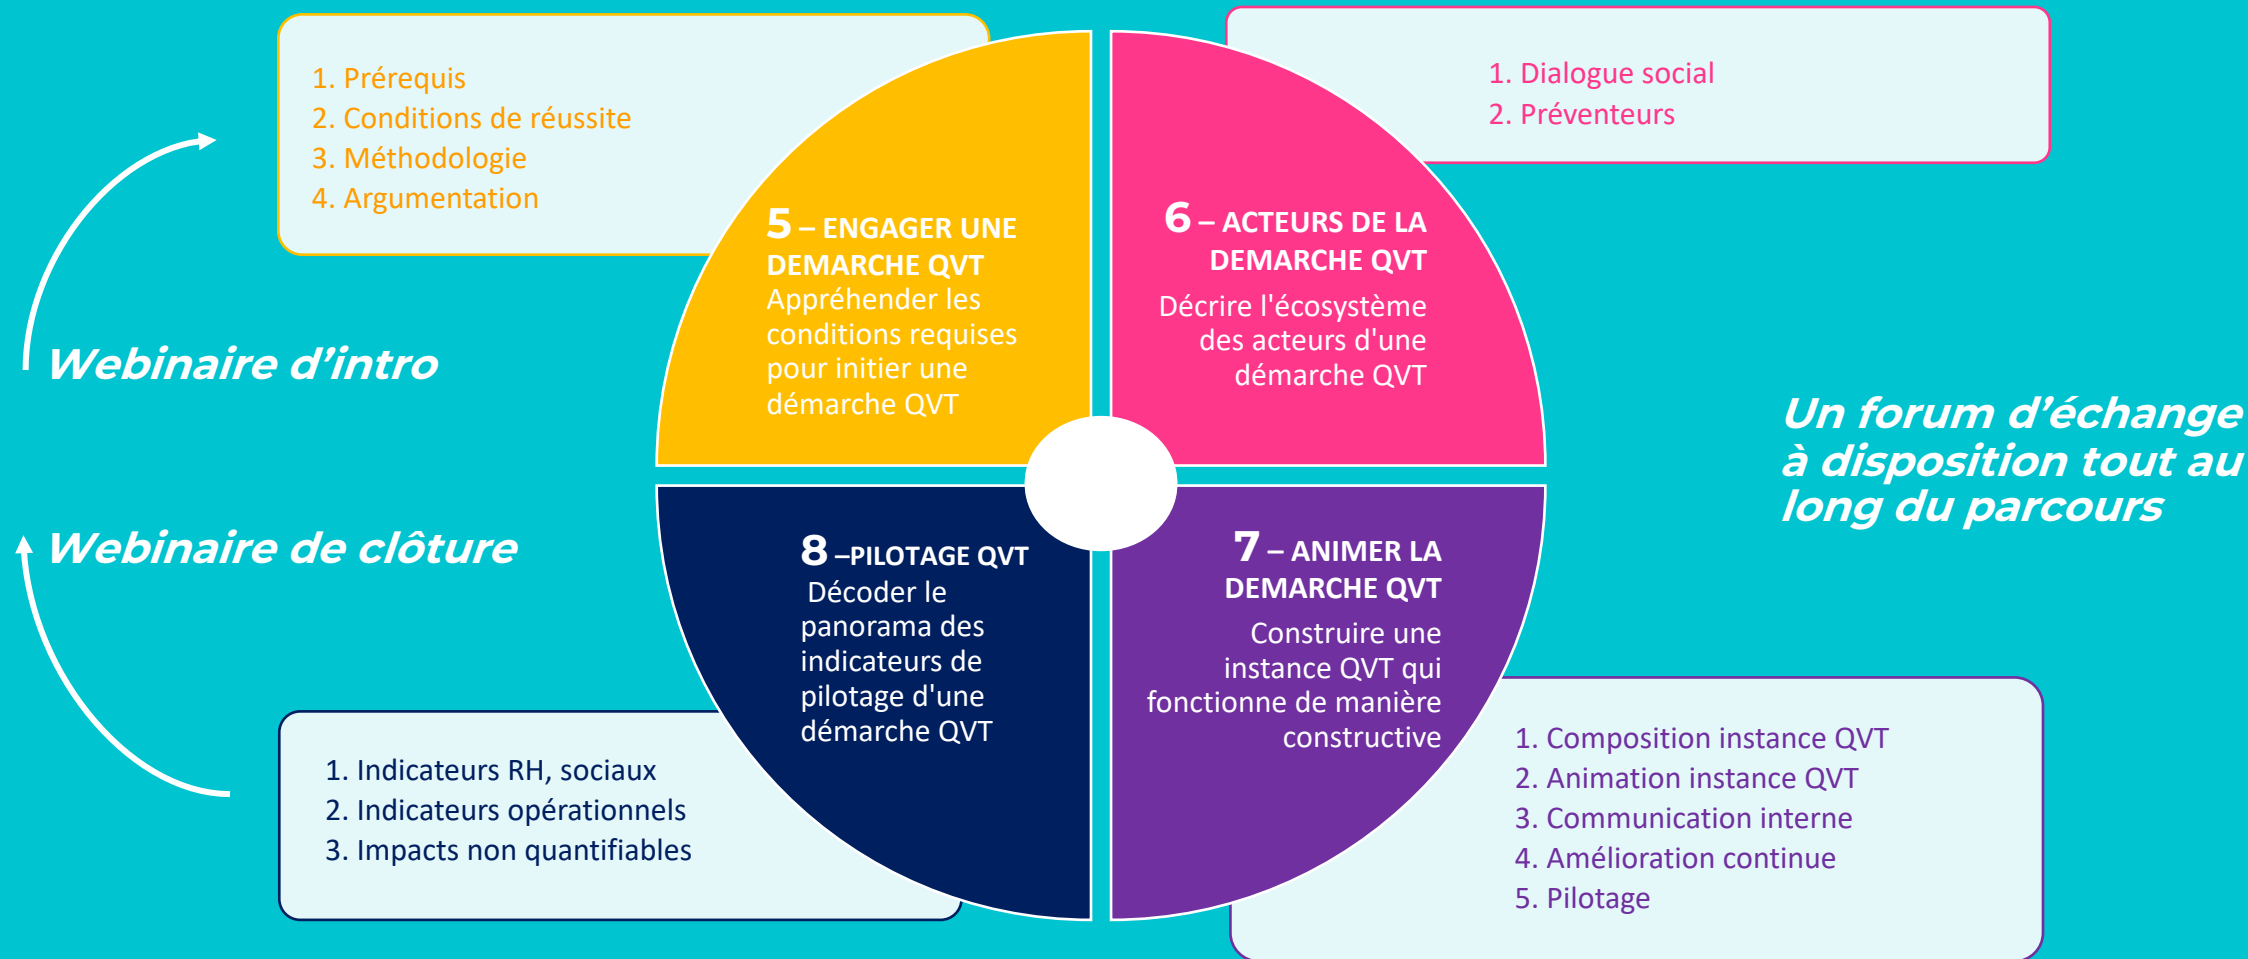 1. Prérequis
2. Conditions de réussite
3. Méthodologie
4. Argumentation
1. Dialogue social
2. Préventeurs
5 – ENGAGER UNE
DEMARCHE QVT
Appréhender les
conditions requises
pour initier une
démarche QVT
6 – ACTEURS DE LA
DEMARCHE QVT
Décrire l'écosystème
des acteurs d'une
démarche QVT
Webinaire d’intro
Un forum d’échange
à disposition tout au
long du parcours
Webinaire de clôture
8 –PILOTAGE QVT
Décoder le
panorama des
indicateurs de
pilotage d'une
démarche QVT
7 – ANIMER LA
DEMARCHE QVT
Construire une
instance QVT qui
fonctionne de manière
constructive
1. Indicateurs RH, sociaux
2. Indicateurs opérationnels
3. Impacts non quantifiables
1. Composition instance QVT
2. Animation instance QVT
3. Communication interne
4. Amélioration continue
5. Pilotage